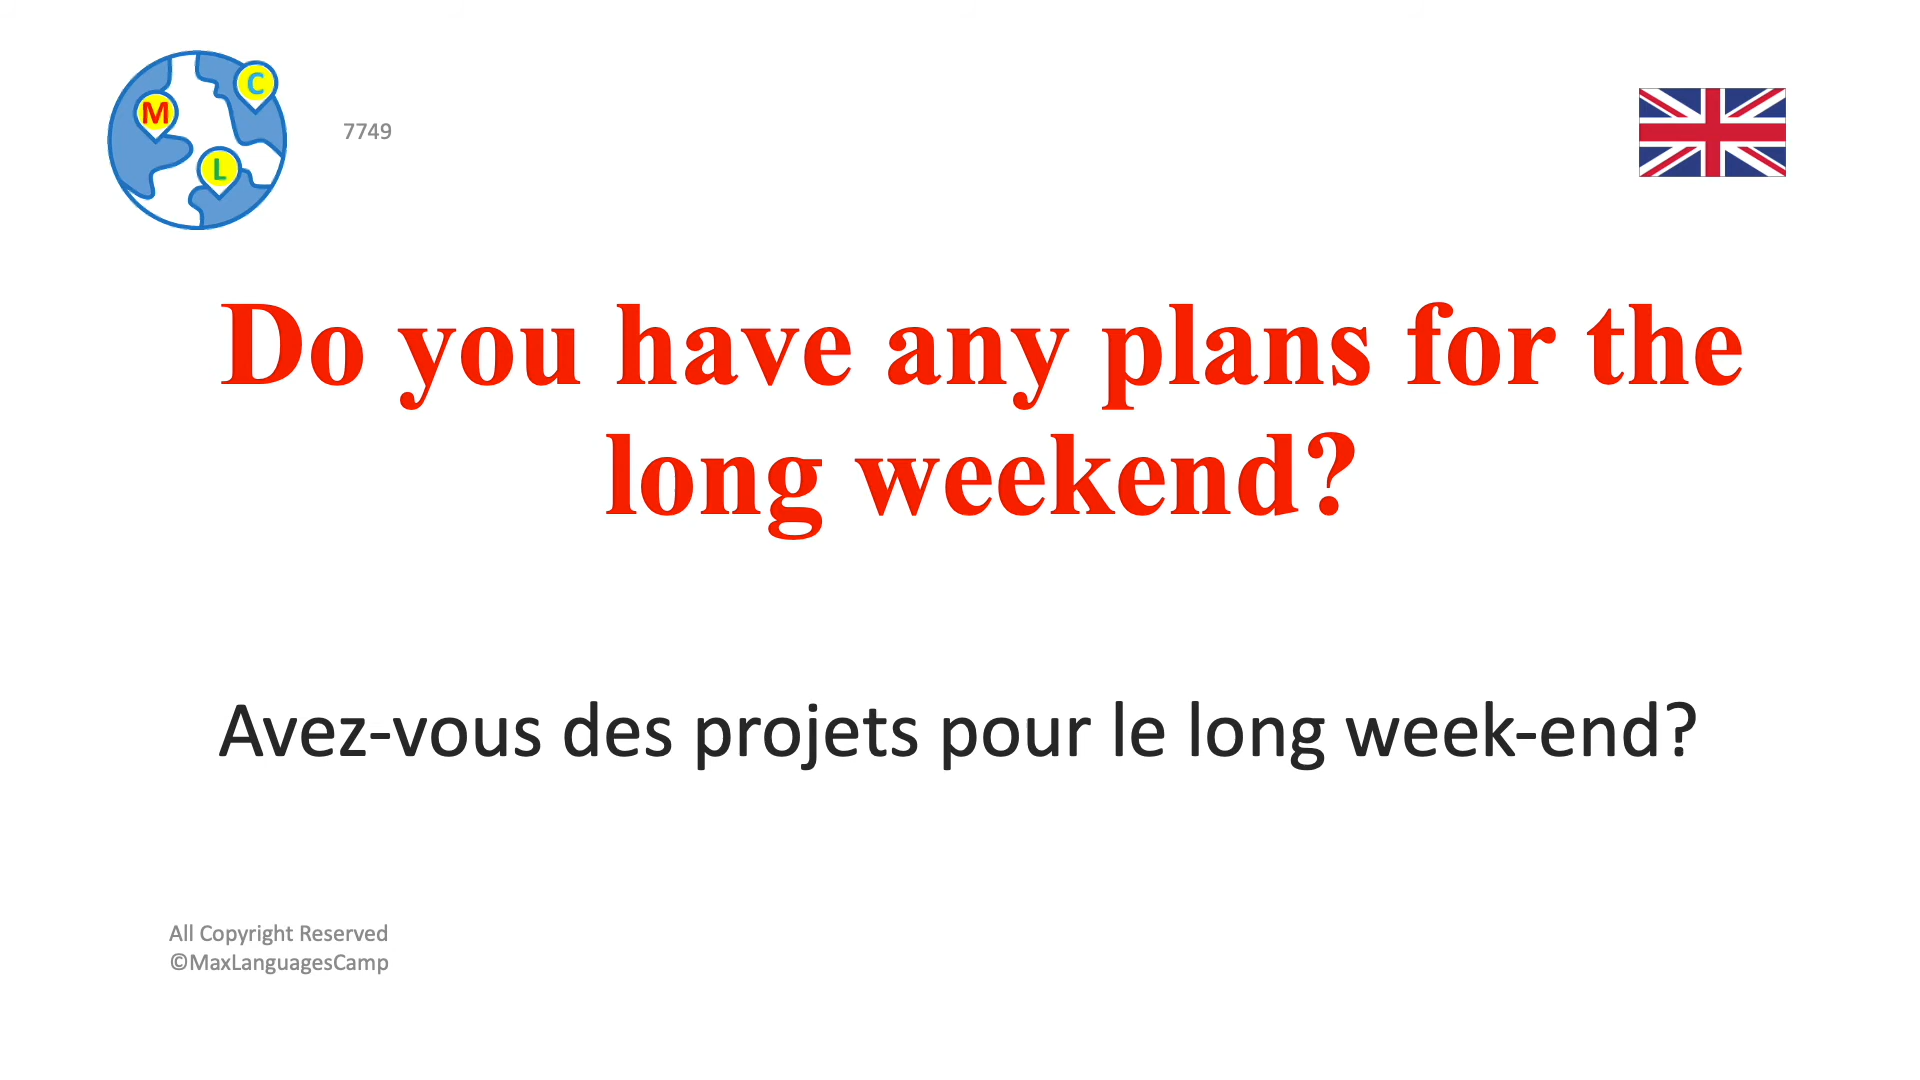 C
M
L
7749
Do you have any plans for the
long weekend?
Avez-vous des projets pour le long week-end?
All Copyright Reserved
©MaxLanguagesCamp